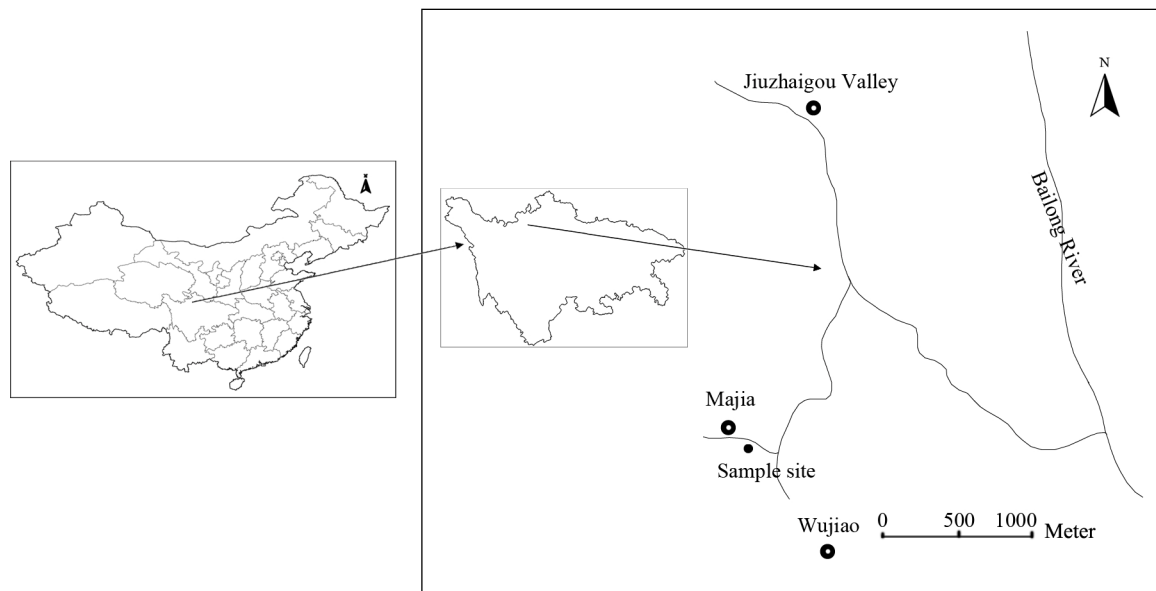 N
Jiuzhaigou Valley
Bailong River
Majia
Sample site
Wujiao
0 500 1000 Meter